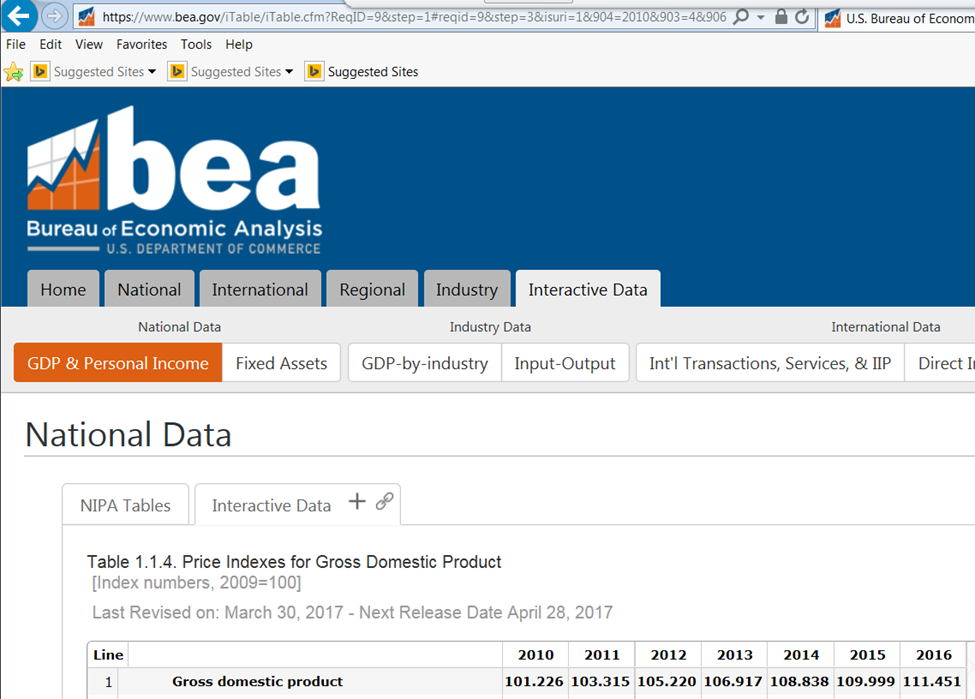 https://www.bea.gov/iTable/iTable.cfm?ReqID=9&step=1#reqid=9&step=3&isuri=1&904=2010&903=4&906
U.S. Bureau of Econom
File Edit View Favorites Tools Help
Suggested Sites Suggested Sites Suggested Sites
bea
Bureau of Economic Analysis
U.S. DEPARTMENT OF COMMERCE
Home National International Regional Industry Interactive Data
National Data Industry Data International Data
GDP & Personal Income Fixed Assets GDP-by-industry Input-Output Int'l Transactions, Services, & IIP Direct
National Data
NIPA Tables Interactive Data +
Table 1.1.4. Price Indexes for Gross Domestic Product
[Index numbers, 2009=100]
Last Revised on: March 30, 2017 - Next Release Date April 28, 2017
Line 2010 2011 2012 2013 2014 2015 2016
1 Gross domestic product 101.226 103.315 105.220 106.917 108.838 109.999 111.451